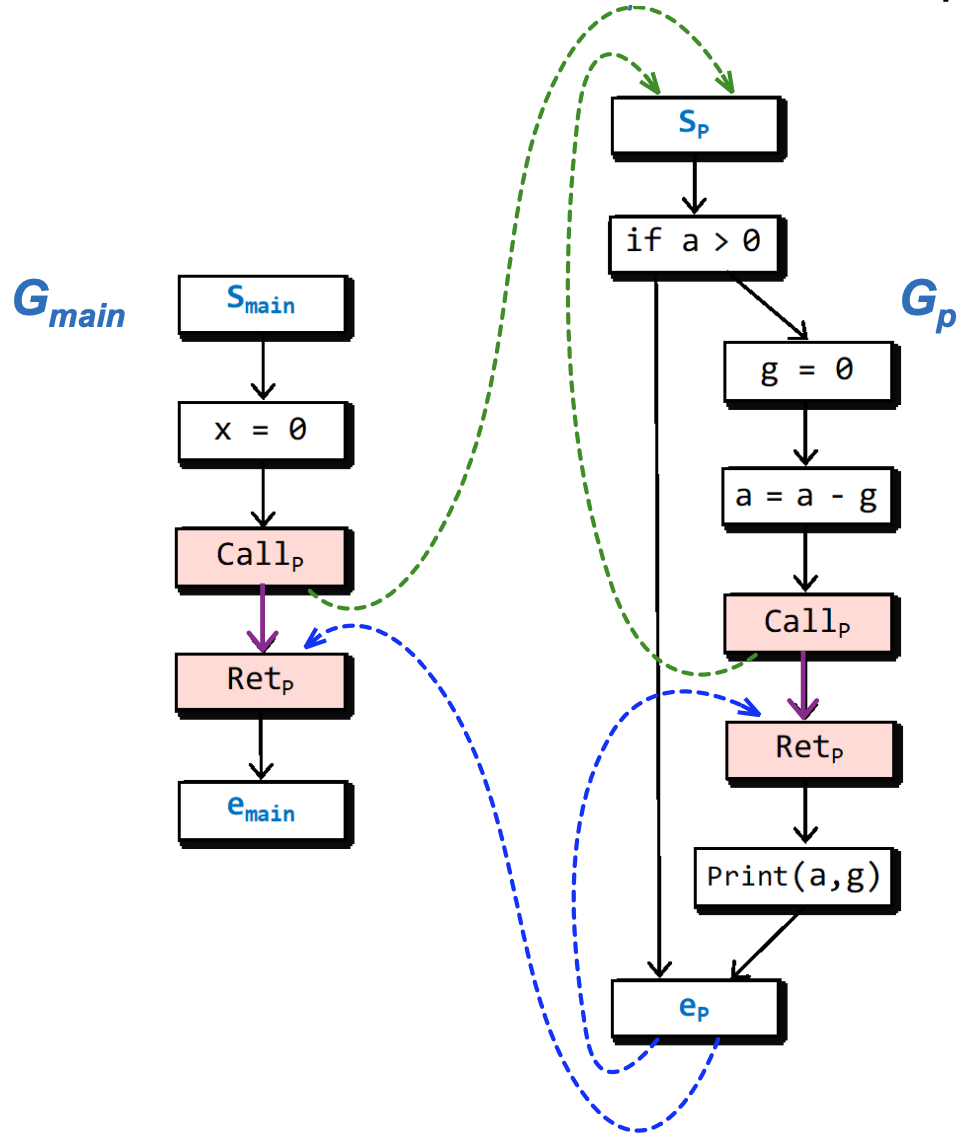 G_main
S_main
x = 0
Call_P
Ret_P
e_main
G_p
S_P
if a > 0
g = 0
a = a - g
Call_P
Ret_P
Print(a,g)
e_P